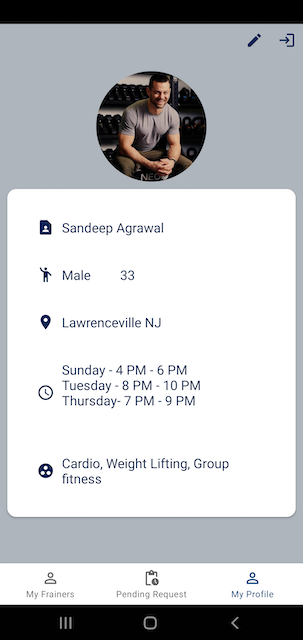 Sandeep Agrawal
Male 33
Lawrenceville NJ
Sunday - 4 PM - 6 PM
Tuesday - 8 PM - 10 PM
Thursday- 7 PM - 9 PM
Cardio, Weight Lifting, Group
fitness
My Frainers
Pending Request
My Profile